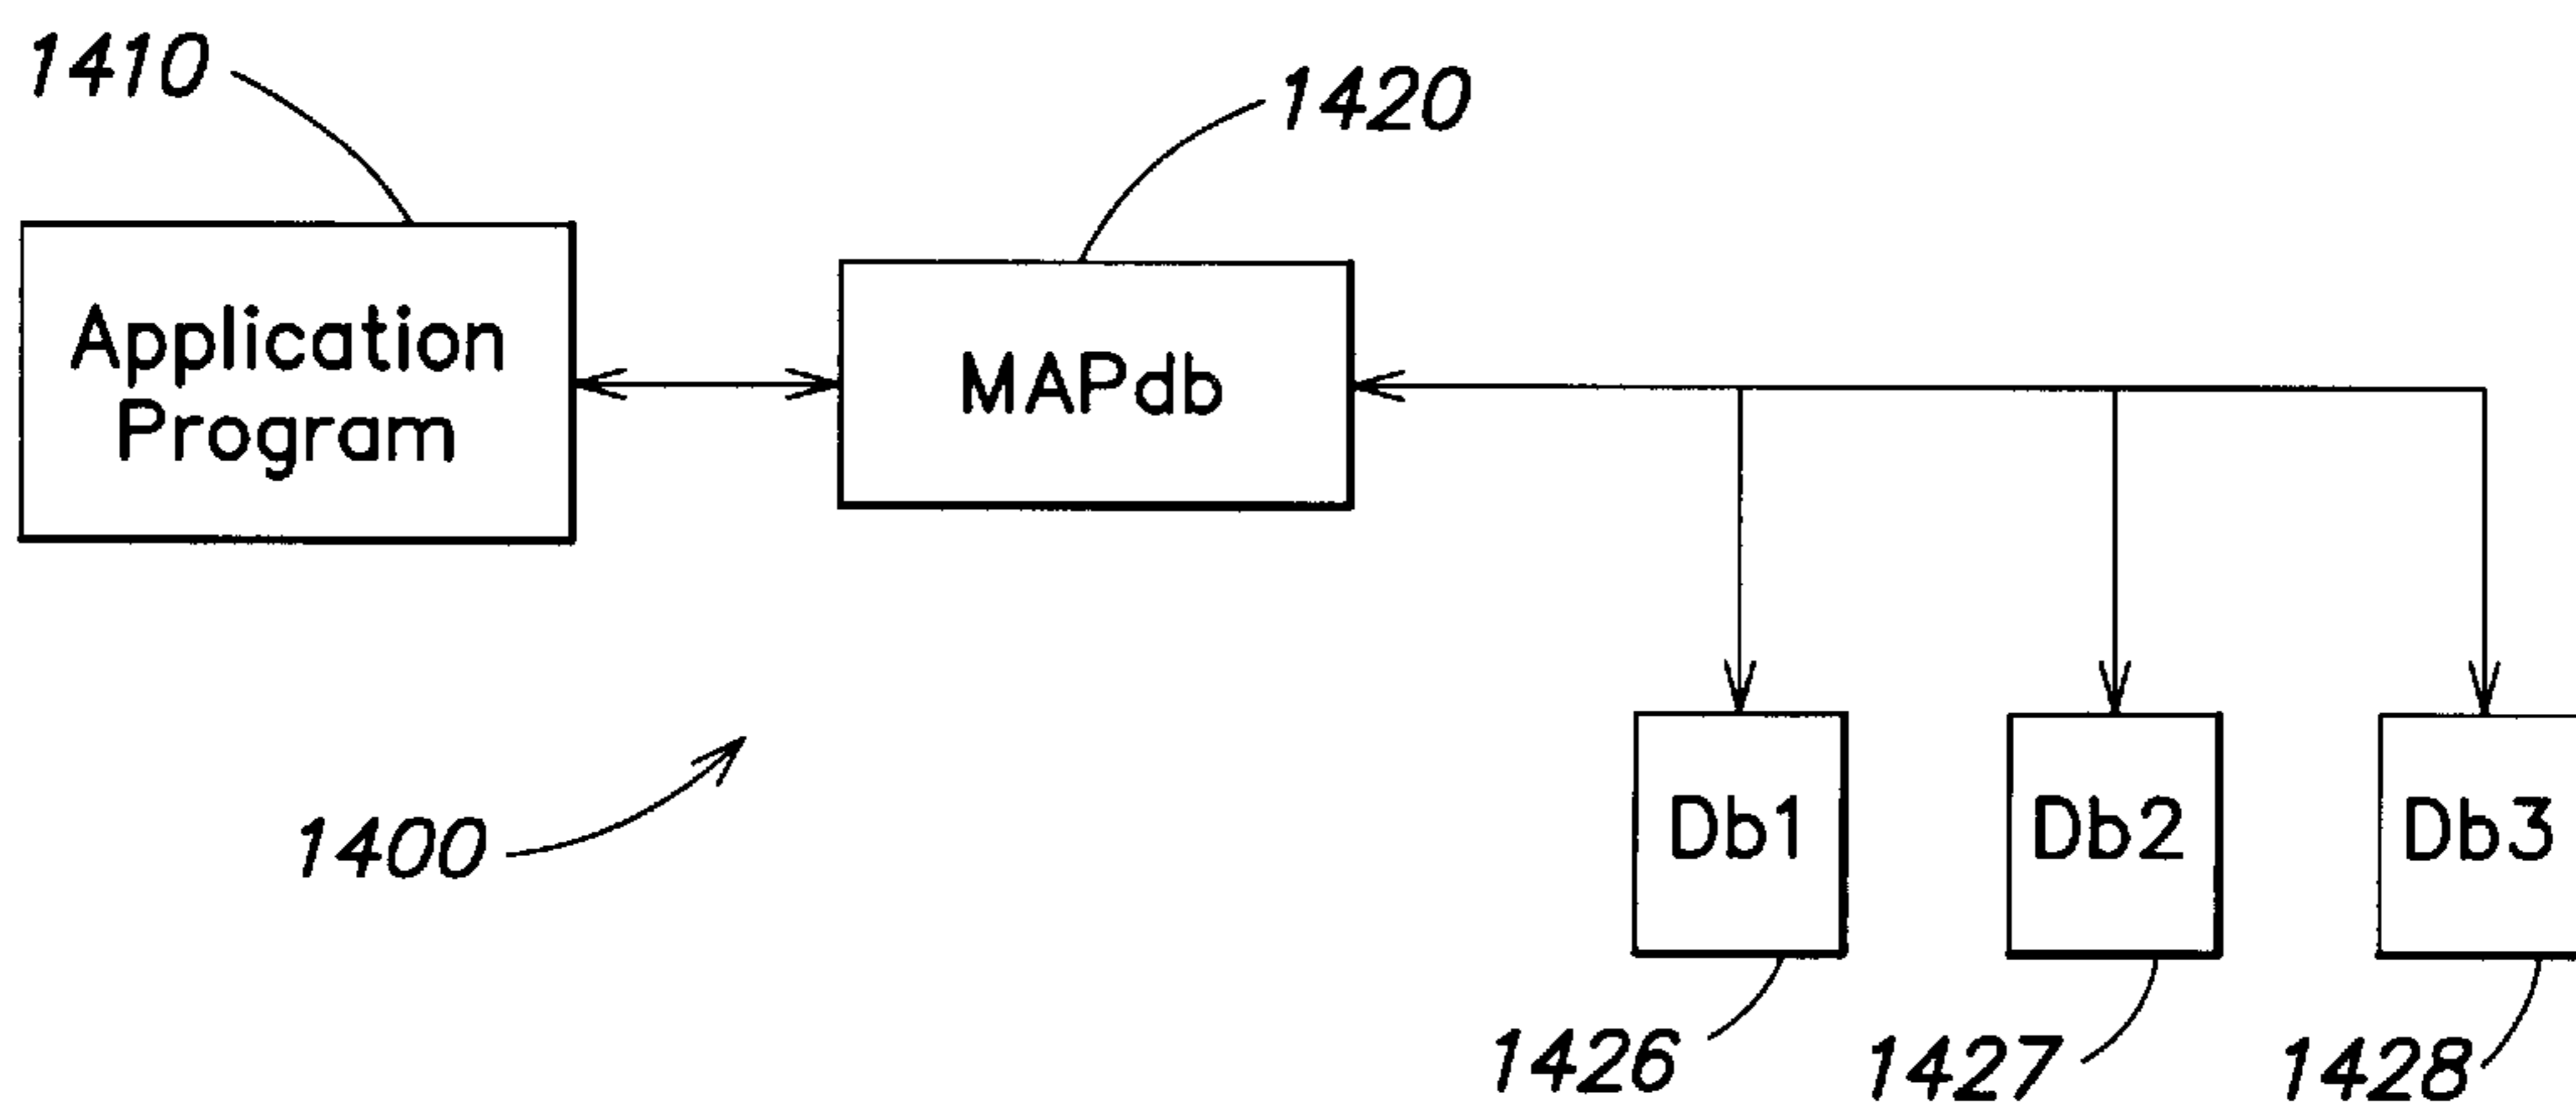 1410
1420
Application
Program
MAPdb
1400
Db1
Db2
Db3
1426
1427
1428